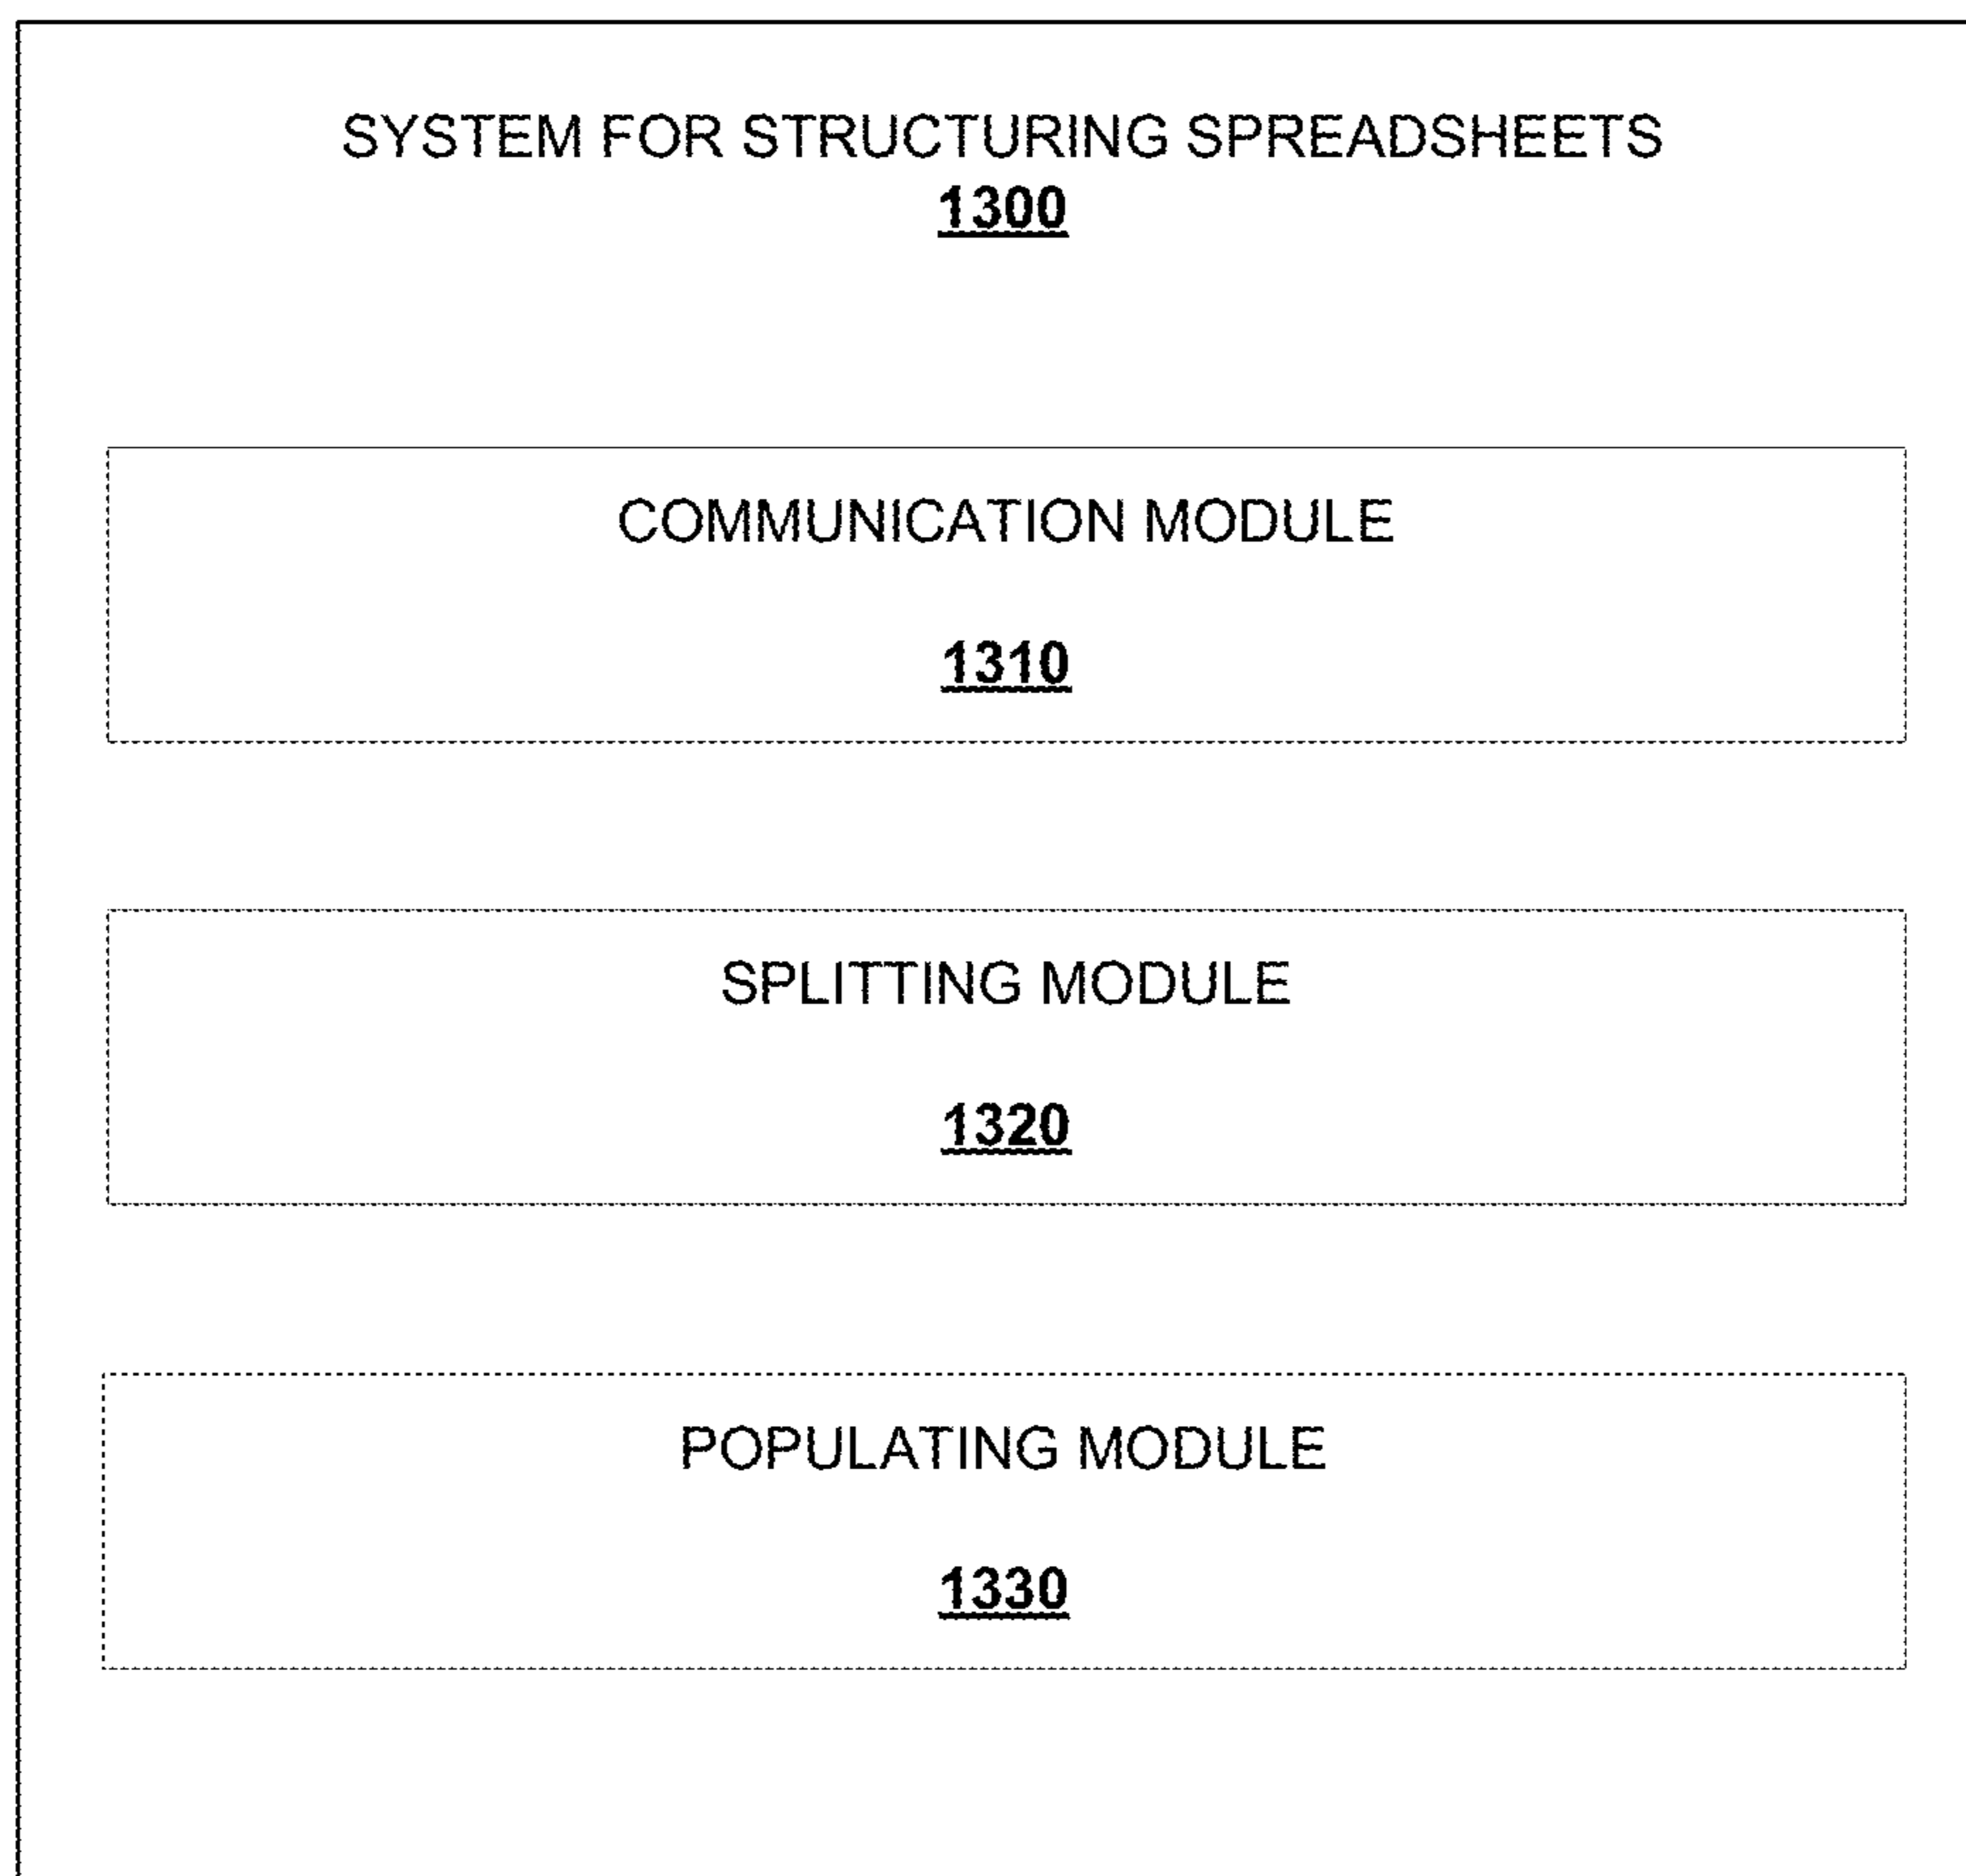 SYSTEM FOR STRUCTURING SPREADSHEETS
1300
COMMUNICATION MODULE
1310
SPLITTING MODULE
1320
POPULATING MODULE
1330